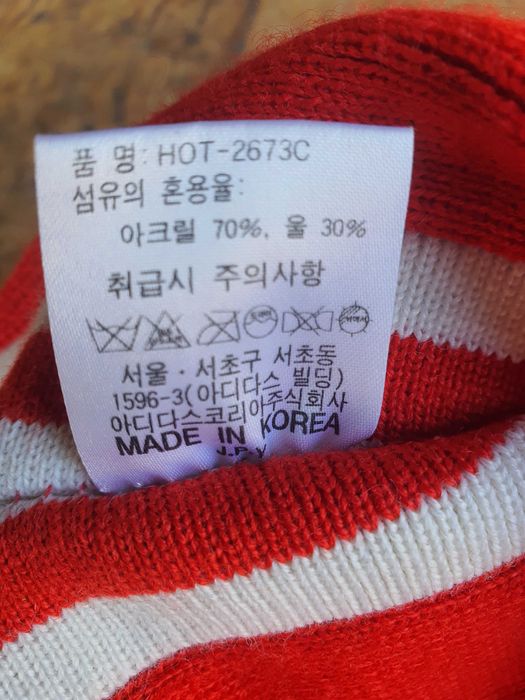 품 명: HOT-2673C
섬유의 혼용율:
아크릴 70%, 울 30%
취급시 주의사항
서울·서초구 서초동
1596-3(아디다스 빌딩)
아디다스코리아주식회사
MADE IN KOREA